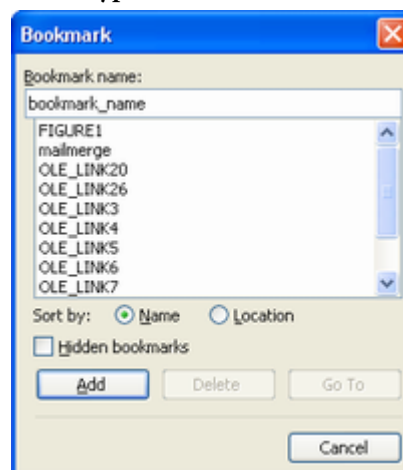 Bookmark
Bookmark name:
bookmark_name
FIGURE1
mailmerge
OLE_LINK20
OLE_LINK26
OLE_LINK3
OLE_LINK4
OLE_LINK5
OLE_LINK6
OLE_LINK7
Sort by: Name Location
Hidden bookmarks
Add Delete Go To
Cancel